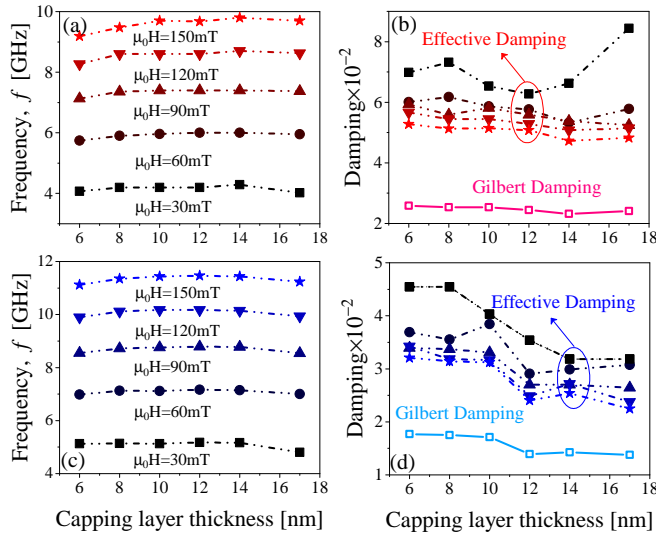 (a)
Frequency, f [GHz]
10
8
6
4
μ₀H=150mT
μ₀H=120mT
μ₀H=90mT
μ₀H=60mT
μ₀H=30mT
6 8 10 12 14 16 18
(b)
Damping×10⁻²
8
6
4
2
Effective Damping
Gilbert Damping
6 8 10 12 14 16 18
(c)
Frequency, f [GHz]
12
10
8
6
4
μ₀H=150mT
μ₀H=120mT
μ₀H=90mT
μ₀H=60mT
μ₀H=30mT
6 8 10 12 14 16 18
Capping layer thickness [nm]
(d)
Damping×10⁻²
5
4
3
2
1
Effective Damping
Gilbert Damping
6 8 10 12 14 16 18
Capping layer thickness [nm]